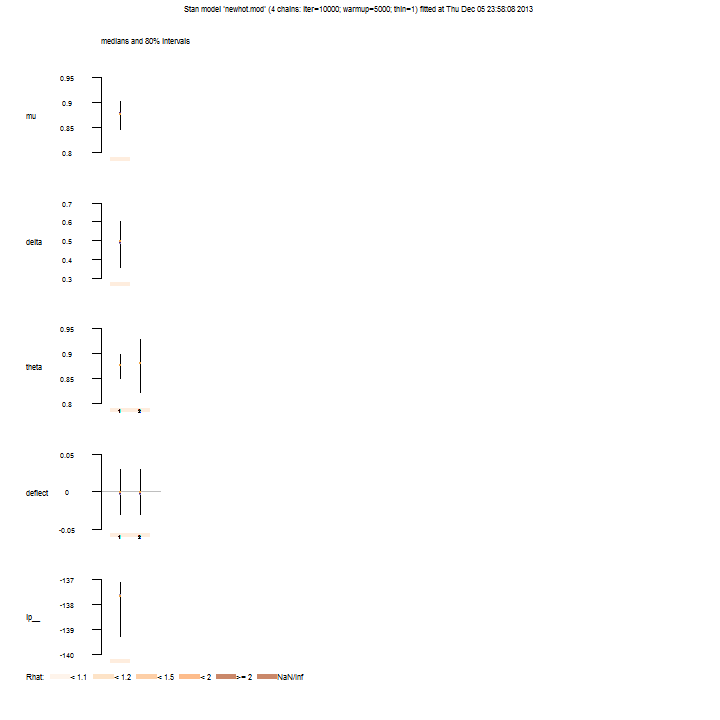 Stan model 'newhot.mod' (4 chains: iter=10000; warmup=5000; thin=1) fitted at Thu Dec 05 23:58:08 2013
medians and 80% intervals
mu
0.95
0.9
0.85
0.8
delta
0.7
0.6
0.5
0.4
0.3
theta
0.95
0.9
0.85
0.8
1 2
deflect
0.05
0
-0.05
1 2
lp__
-137
-138
-139
-140
Rhat: < 1.1 < 1.2 < 1.5 < 2 >= 2 NaN/Inf